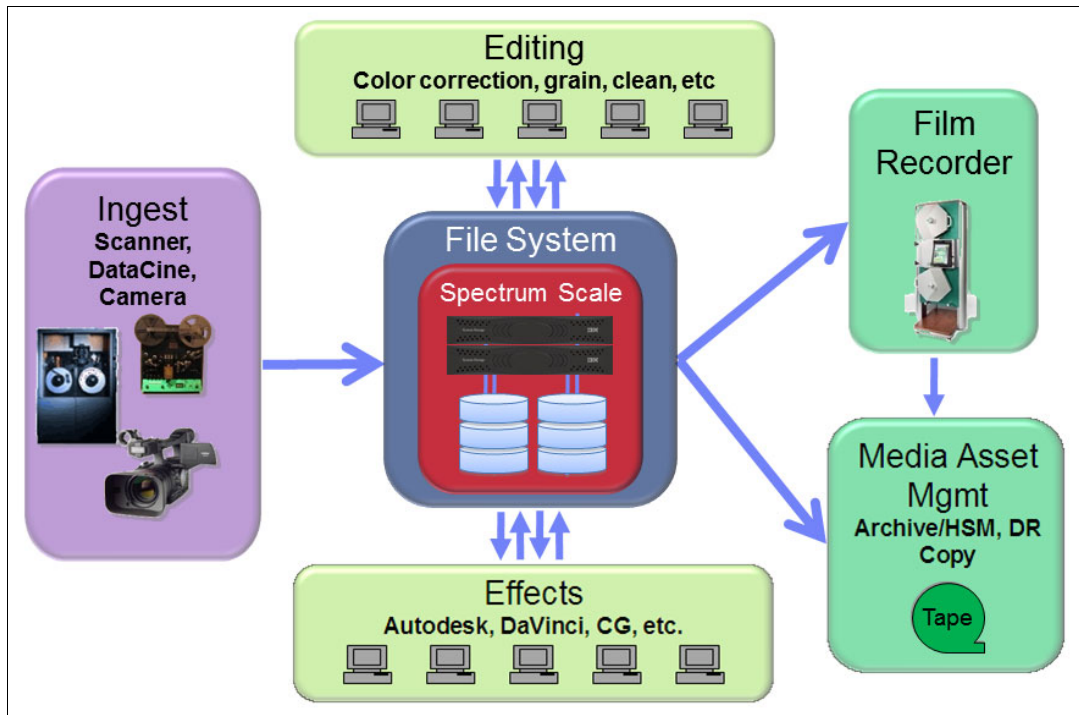 Editing
Color correction, grain, clean, etc
Ingest
Scanner,
DataCine,
Camera
File System
Spectrum Scale
IBM
Film
Recorder
Media Asset
Mgmt
Archive/HSM, DR
Copy
Tape
Effects
Autodesk, DaVinci, CG, etc.